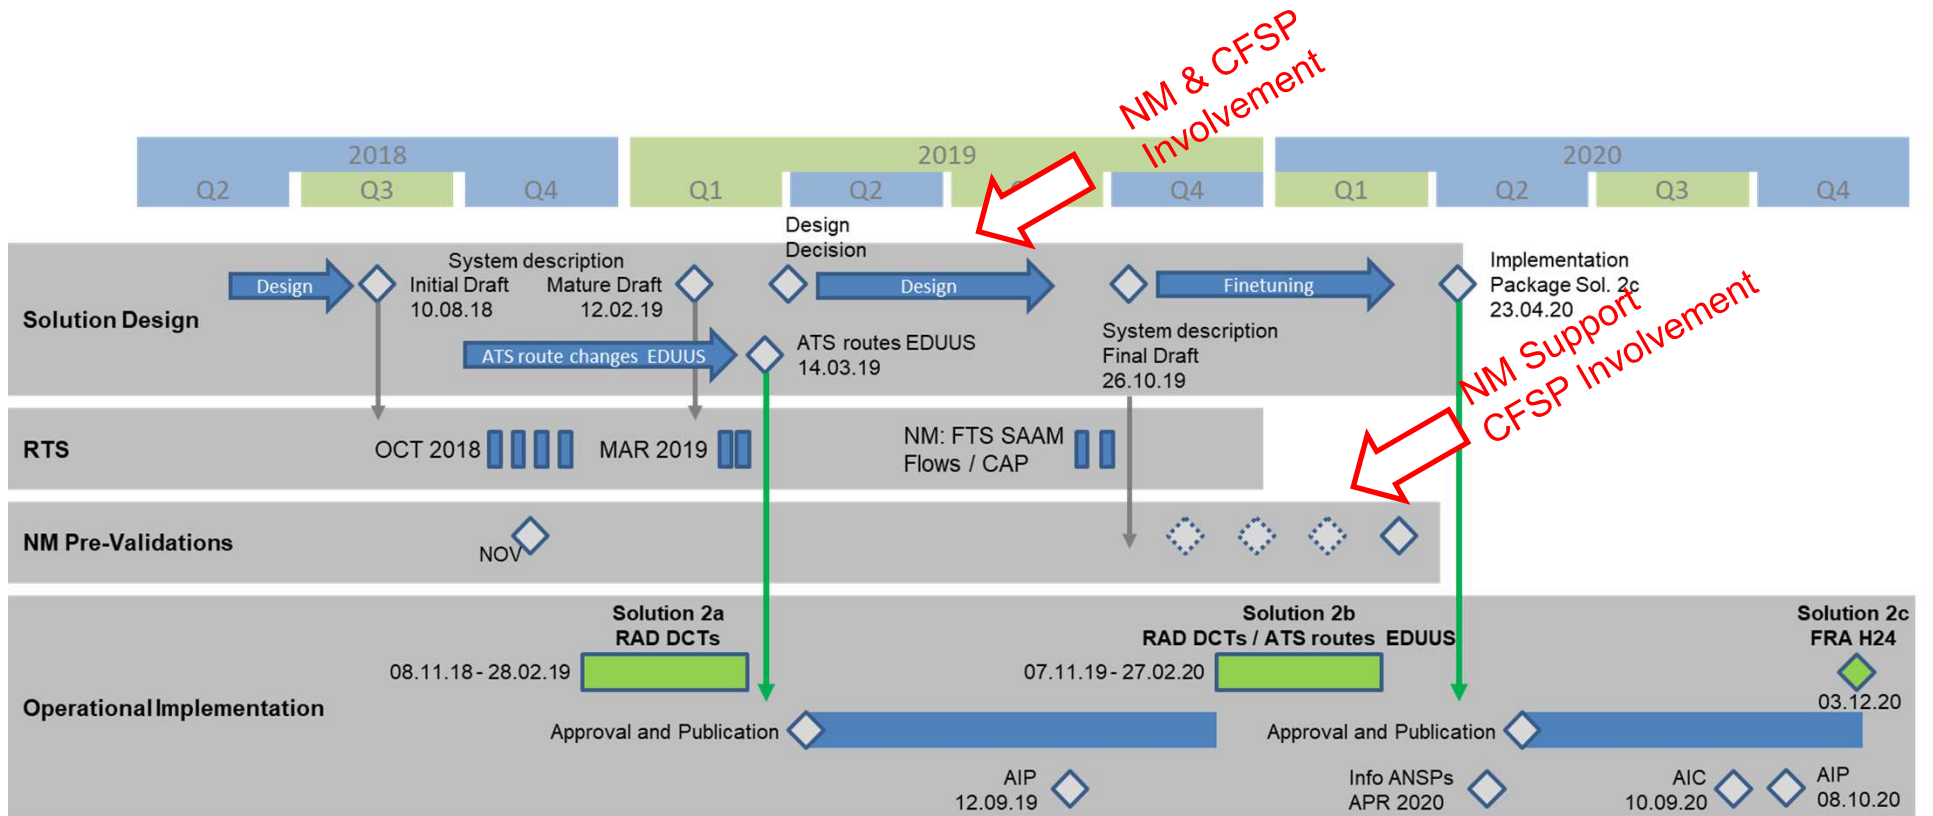 NM & CFSP
Involvement
2018
2019
2020
Q2
Q3
Q4
Q1
Q2
Q4
Q1
Q2
Q3
Q4
Design
Decision
Solution Design
Design
System description
Initial Draft
10.08.18
Mature Draft
12.02.19
Design
Finetuning
Implementation
Package Sol. 2c
23.04.20
ATS route changes EDUUS
ATS routes EDUUS
14.03.19
System description
Final Draft
26.10.19
NM Support
CFSP Involvement
RTS
OCT 2018
MAR 2019
NM: FTS SAAM
Flows / CAP
NM Pre-Validations
NOV
Operational Implementation
Solution 2a
RAD DCTs
08.11.18 - 28.02.19
Solution 2b
RAD DCTs / ATS routes EDUUS
07.11.19 - 27.02.20
Solution 2c
FRA H24
03.12.20
Approval and Publication
Approval and Publication
AIP
12.09.19
Info ANSPs
APR 2020
AIC
10.09.20
AIP
08.10.20